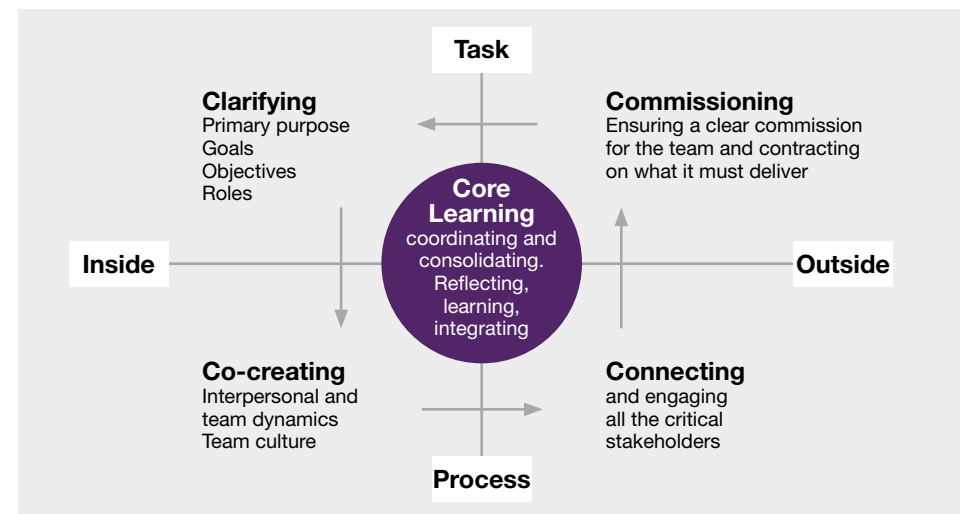 Task
Clarifying
Primary purpose
Goals
Objectives
Roles
Commissioning
Ensuring a clear commission
for the team and contracting
on what it must deliver
Inside
Core
Learning
coordinating and
consolidating.
Reflecting,
learning,
integrating
Outside
Co-creating
Interpersonal and
team dynamics
Team culture
Connecting
and engaging
all the critical
stakeholders
Process